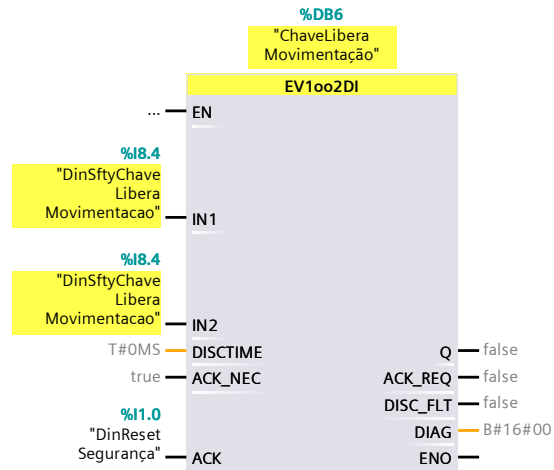 %DB6
"ChaveLibera
Movimentação"
EV1oo2DI
... EN
%I8.4
"DinSftyChave
Libera
Movimentacao" IN1
%I8.4
"DinSftyChave
Libera
Movimentacao" IN2
T#0MS DISCTIME Q false
true ACK_NEC ACK_REQ false
DISC_FLT false
%I1.0
"DinReset
Segurança" ACK
DIAG B#16#00
ENO